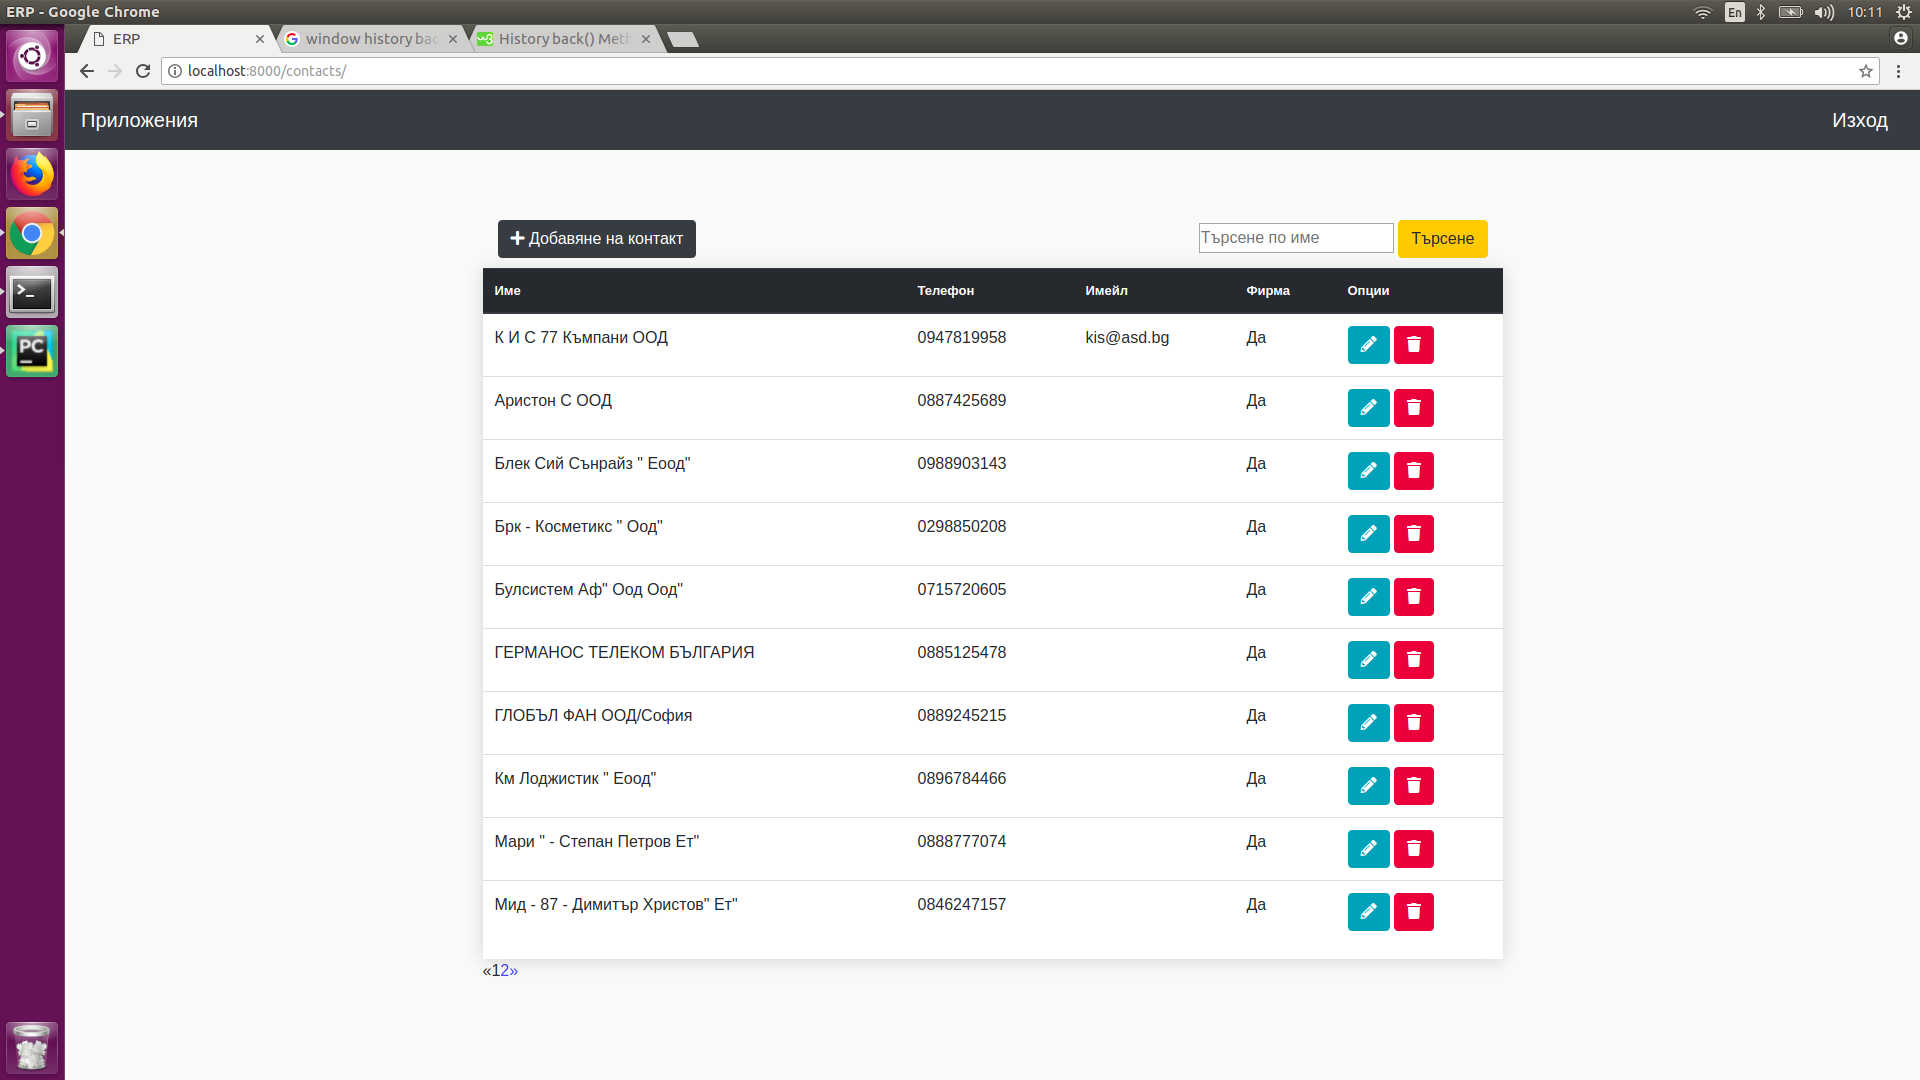 ERP - Google Chrome
En
10:11
ERP
window history bac
History back() Meth
localhost:8000/contacts/
Приложения
Изход
Добавяне на контакт
Търсене по име
Търсене
Име Телефон Имейл Фирма Опции
К И С 77 Къмпани ООД 0947819958 kis@asd.bg Да
Аристон С ООД 0887425689 Да
Блек Сий Сънрайз " Еоод" 0988903143 Да
Брк - Косметикс " Оод" 0298850208 Да
Булсистем Аф" Оод Оод" 0715720605 Да
ГЕРМАНОС ТЕЛЕКОМ БЪЛГАРИЯ 0885125478 Да
ГЛОБЪЛ ФАН ООД/София 0889245215 Да
Км Лоджистик " Еоод" 0896784466 Да
Мари " - Степан Петров Ет" 0888777074 Да
Мид - 87 - Димитър Христов" Ет" 0846247157 Да
«12»
PC